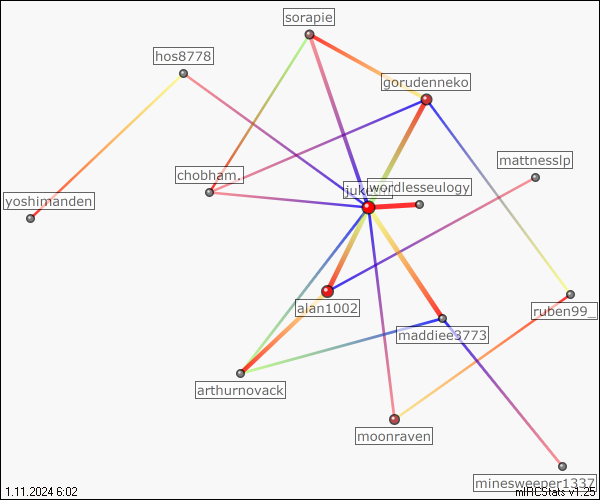 sorapie
hos8778
gorudenneko
mattnesslp
chobham.
wordlesseulogy
yoshimanden
alan1002
ruben99_
maddiee3773
arthurnovack
moonraven
minesweeper1337
1.11.2024 6:02
mIRCStats v1.25